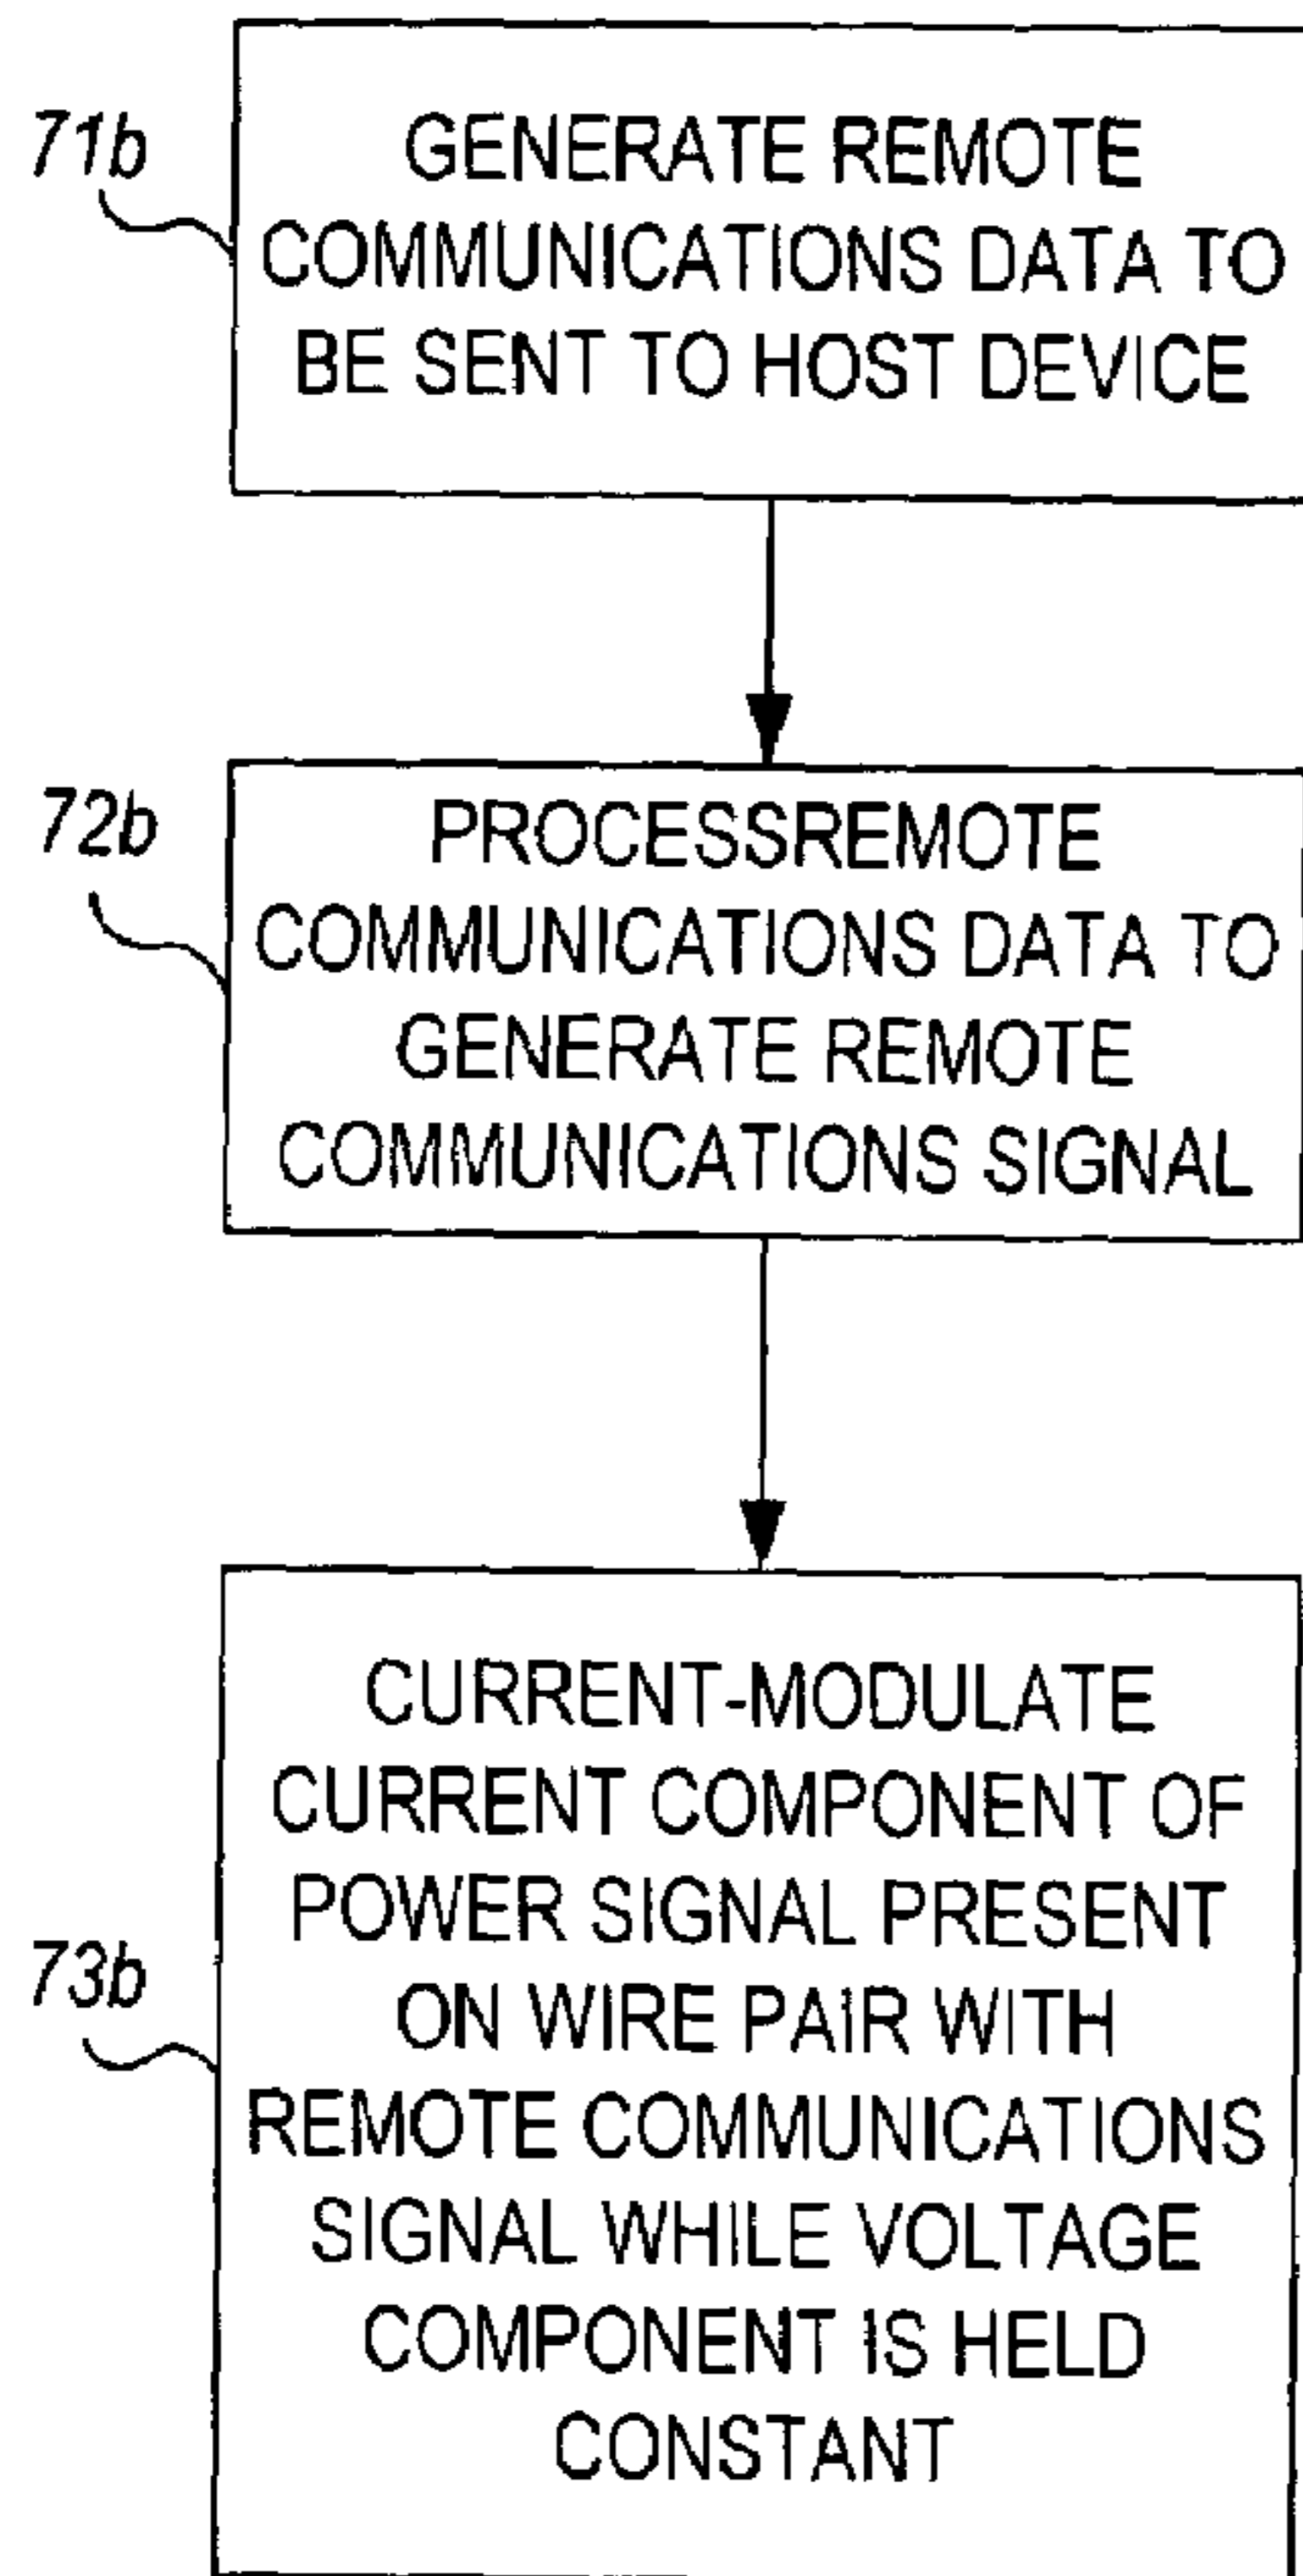 71b
GENERATE REMOTE
COMMUNICATIONS DATA TO
BE SENT TO HOST DEVICE
72b
PROCESSREMOTE
COMMUNICATIONS DATA TO
GENERATE REMOTE
COMMUNICATIONS SIGNAL
73b
CURRENT-MODULATE
CURRENT COMPONENT OF
POWER SIGNAL PRESENT
ON WIRE PAIR WITH
REMOTE COMMUNICATIONS
SIGNAL WHILE VOLTAGE
COMPONENT IS HELD
CONSTANT